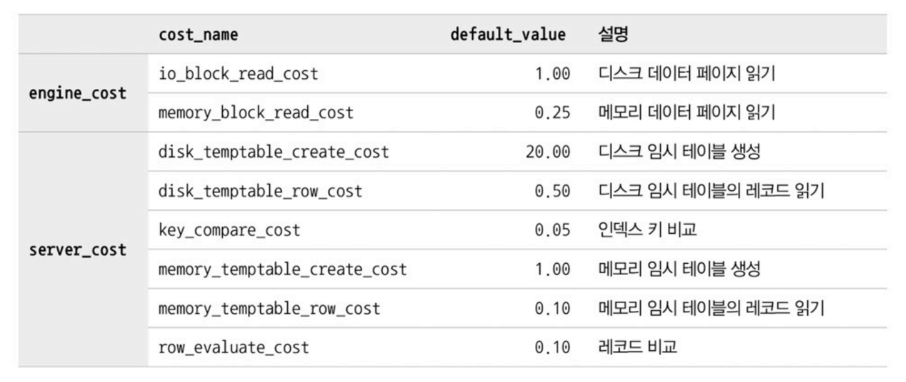 cost_name default_value 설명
engine_cost
io_block_read_cost 1.00 디스크 데이터 페이지 읽기
memory_block_read_cost 0.25 메모리 데이터 페이지 읽기
server_cost
disk_temptable_create_cost 20.00 디스크 임시 테이블 생성
disk_temptable_row_cost 0.50 디스크 임시 테이블의 레코드 읽기
key_compare_cost 0.05 인덱스 키 비교
memory_temptable_create_cost 1.00 메모리 임시 테이블 생성
memory_temptable_row_cost 0.10 메모리 임시 테이블의 레코드 읽기
row_evaluate_cost 0.10 레코드 비교